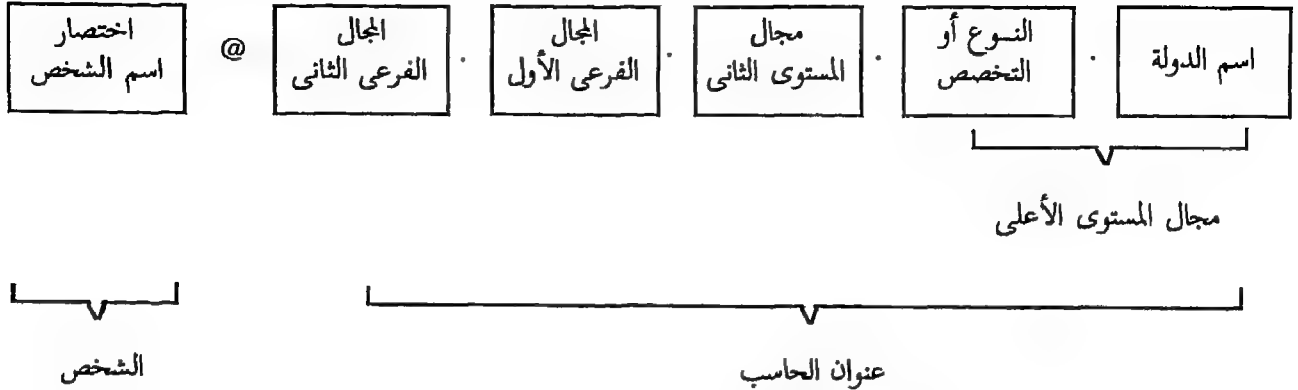 اختصار
اسم الشخص
@
المجال
الفرعى الثانى
.
المجال
الفرعى الأول
.
مجال
المستوى الثانى
.
النوع أو
التخصص
.
اسم الدولة
مجال المستوى الأعلى
الشخص
عنوان الحاسب